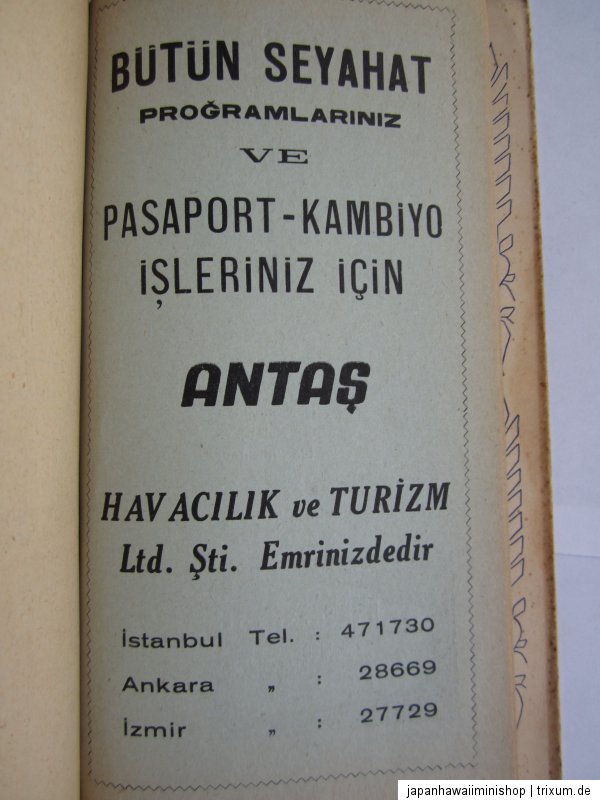 BÜTÜN SEYAHAT
PROĞRAMLARINIZ
VE
PASAPORT-KAMBİYO
İŞLERİNİZ İÇİN
ANTAŞ
HAVACILIK ve TURİZM
Ltd. Şti. Emrinizdedir
İstanbul Tel. : 471730
Ankara „ : 28669
İzmir „ : 27729
japanhawaiiminishop | trixum.de